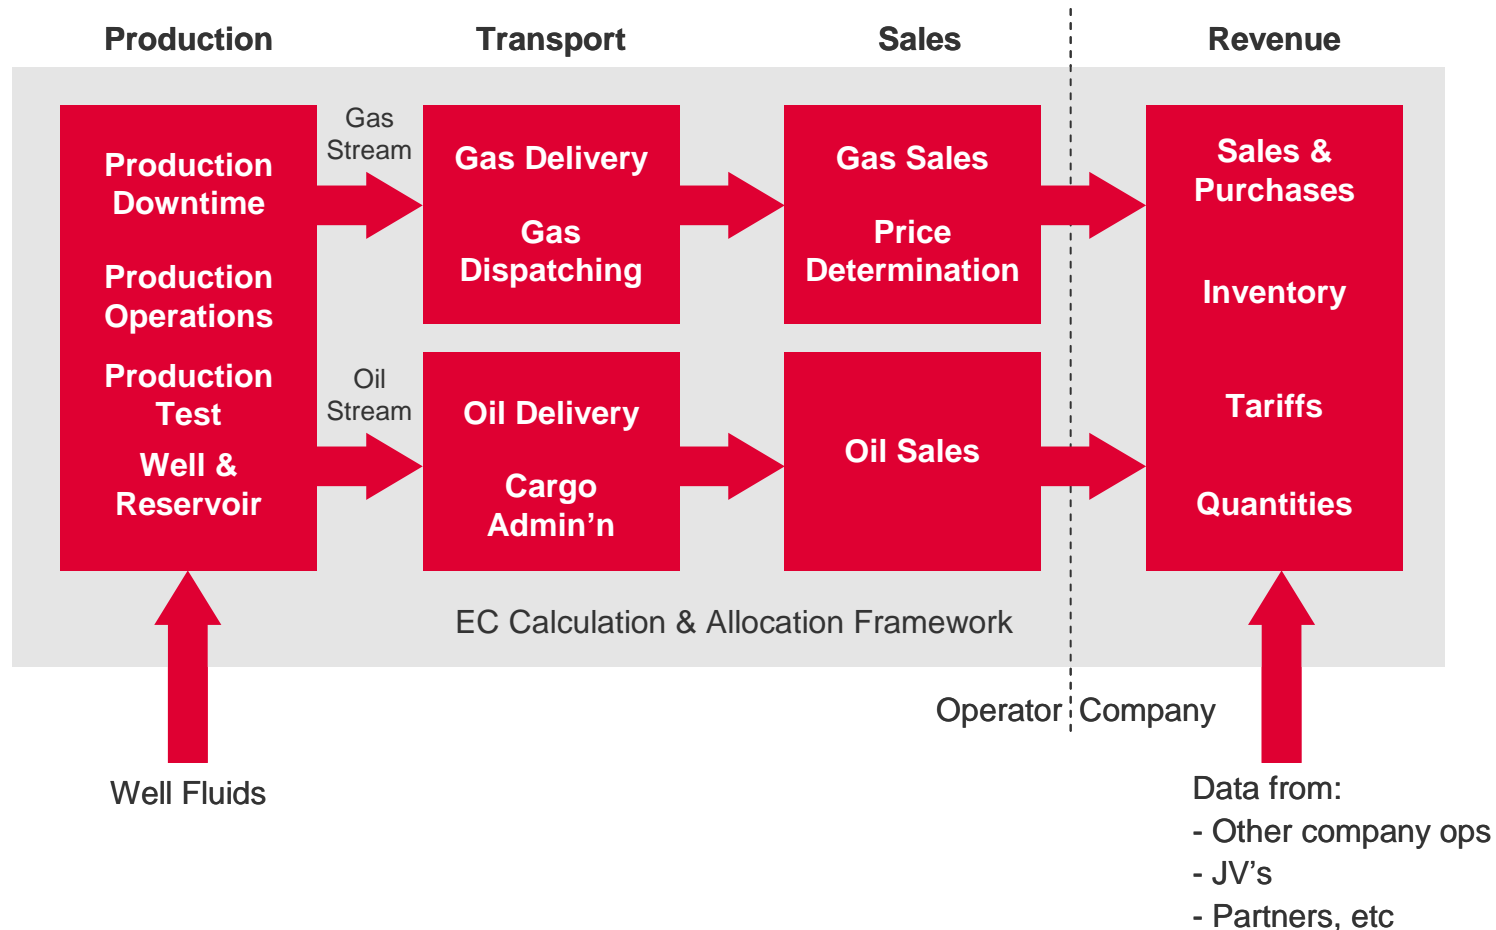 Production
Transport
Sales
Revenue
Production
Downtime
Production
Operations
Production
Test
Well &
Reservoir
Gas
Stream
Oil
Stream
Gas Delivery
Gas
Dispatching
Oil Delivery
Cargo
Admin’n
Gas Sales
Price
Determination
Oil Sales
Sales &
Purchases
Inventory
Tariffs
Quantities
EC Calculation & Allocation Framework
Operator
Company
Well Fluids
Data from:
- Other company ops
- JV’s
- Partners, etc